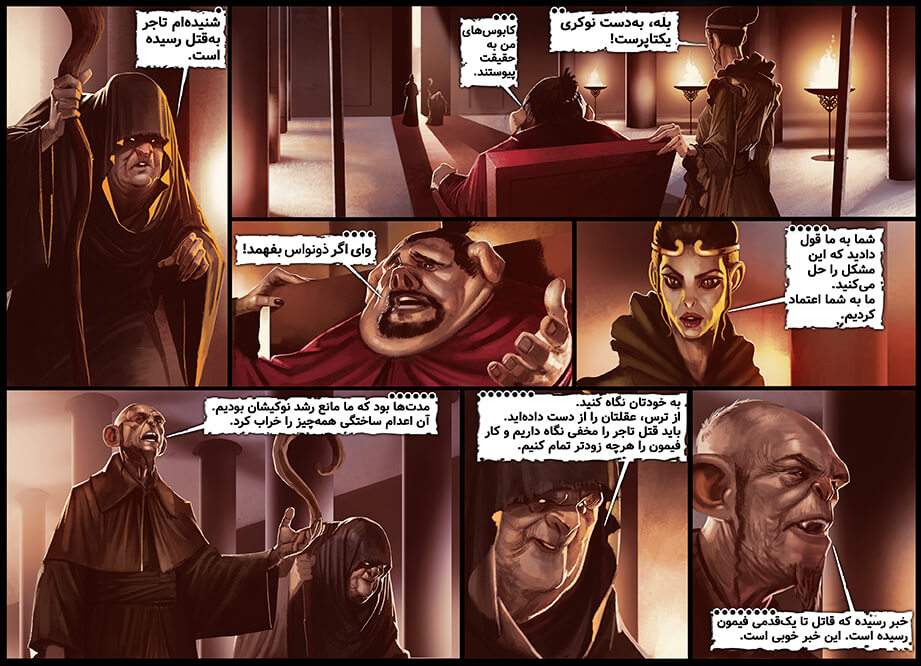 شنیده‌ام تاجر
به‌قتل رسیده
است.
بله، به‌دست نوکری
یکتاپرست!
کابوس‌های
من به
حقیقت
پیوستند.
وای اگر ذونواس بفهمد!
شما به ما قول
دادید که این
مشکل را حل
می‌کنید.
ما به شما اعتماد
کردیم.
مدت‌ها بود که ما مانع رشد نوکیشان بودیم.
آن اعدام ساختگی همه‌چیز را خراب کرد.
به خودتان نگاه کنید.
از ترس، عقلتان را از دست داده‌اید.
باید قتل تاجر را مخفی نگاه داریم و کار
فیمون را هرچه زودتر تمام کنیم.
خبر رسیده که قاتل تا یک‌قدمی فیمون
رسیده است. این خبر خوبی است.